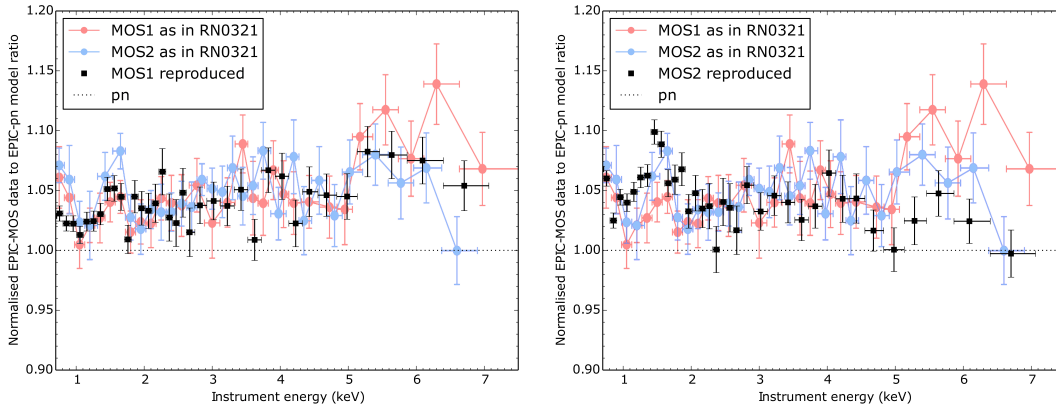 Normalised EPIC-MOS data to EPIC-pn model ratio
1.20
1.15
1.10
1.05
1.00
0.95
0.90
MOS1 as in RN0321
MOS2 as in RN0321
MOS1 reproduced
pn
1 2 3 4 5 6 7
Instrument energy (keV)
Normalised EPIC-MOS data to EPIC-pn model ratio
1.20
1.15
1.10
1.05
1.00
0.95
0.90
MOS1 as in RN0321
MOS2 as in RN0321
MOS2 reproduced
pn
1 2 3 4 5 6 7
Instrument energy (keV)